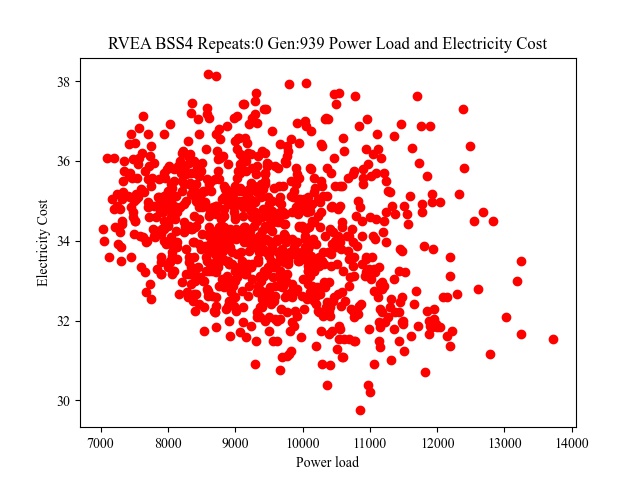 RVEA BSS4 Repeats:0 Gen:939 Power Load and Electricity Cost
38
36
34
32
30
Electricity Cost
7000 8000 9000 10000 11000 12000 13000 14000
Power load